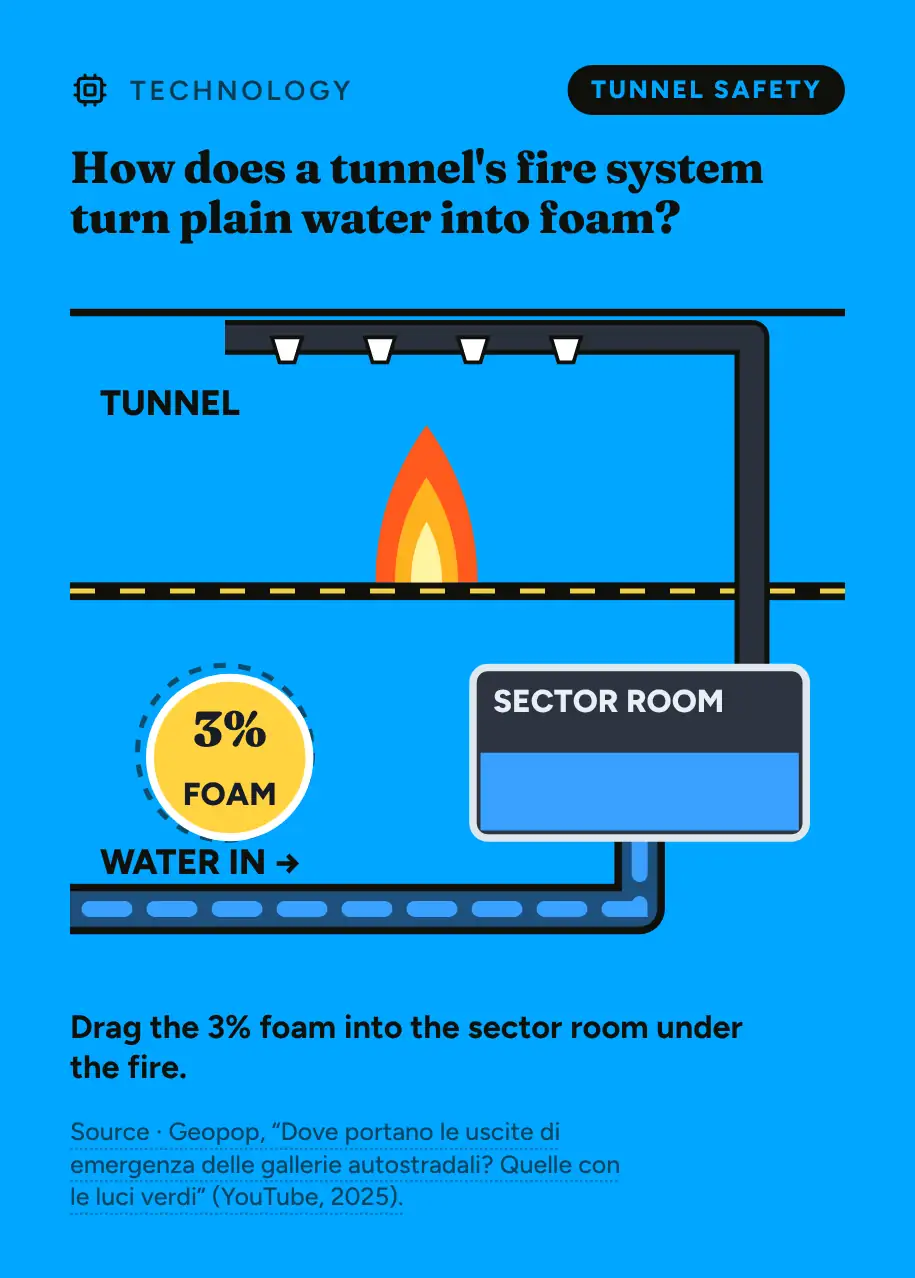 TECHNOLOGY
TUNNEL SAFETY
How does a tunnel's fire system
turn plain water into foam?
TUNNEL
SECTOR ROOM
3%
FOAM
WATER IN →
Drag the 3% foam into the sector room under
the fire.
Source · Geopop, “Dove portano le uscite di
emergenza delle gallerie autostradali? Quelle con
le luci verdi” (YouTube, 2025).